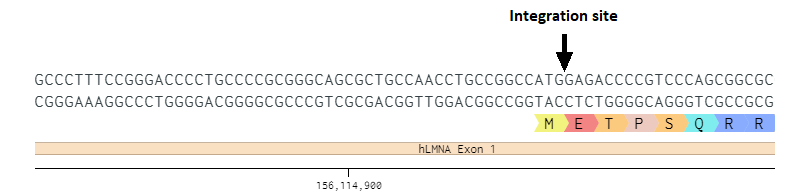 Integration site
GCCCTTTCCGGGACCCCTGCCCCGCGGGCAGCGCTGCCAACCTGCCGGCCATGGAGACCCCGTCCCAGCGGCGC
CGGGAAAGGCCCTGGGGACGGGGCGCCCGTCGCGACGGTTGGACGGCCGGTACCTCTGGGGCAGGGTCGCCGCG
M E T P S Q R R
hLMNA Exon 1
156,114,900